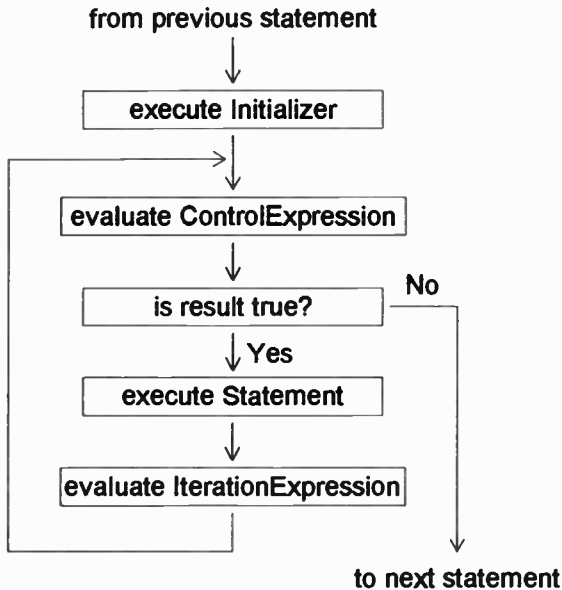 from previous statement
execute Initializer
evaluate ControlExpression
is result true?
No
Yes
execute Statement
evaluate IterationExpression
to next statement